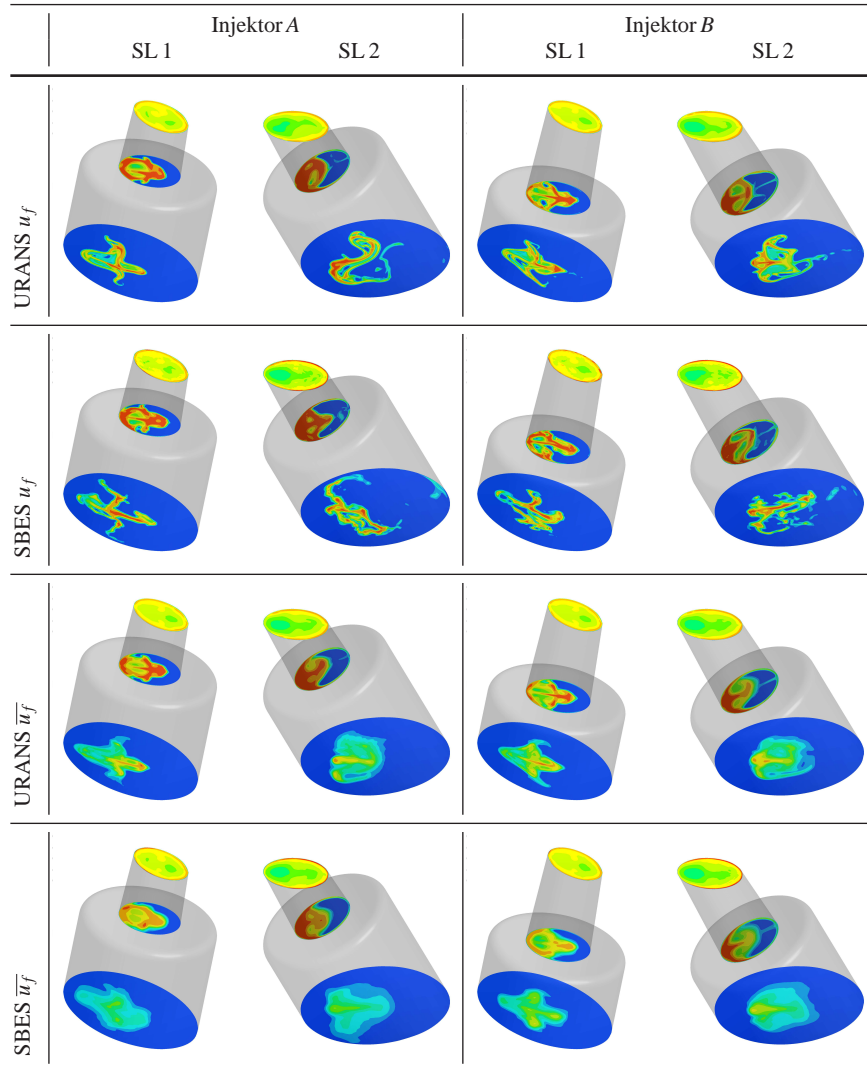 Injektor A Injektor B
SL 1 SL 2 SL 1 SL 2
URANS u_f
SBES u_f
URANS \overline{u_f}
SBES \overline{u_f}